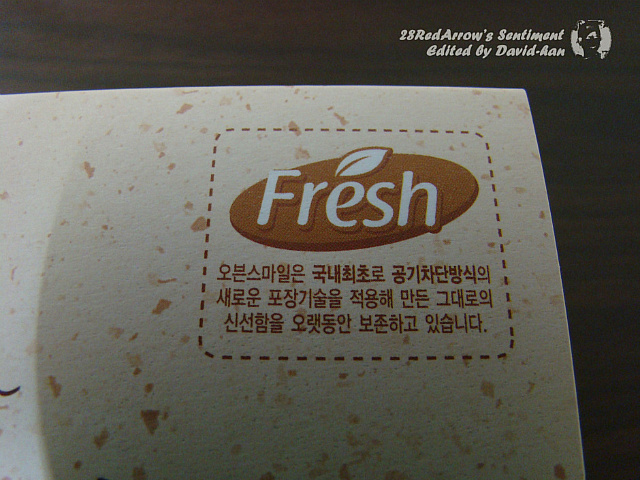 28RedArrow's Sentiment
Edited by David-han
Fresh
오븐스마일은 국내최초로 공기차단방식의
새로운 포장기술을 적용해 만든 그대로의
신선함을 오랫동안 보존하고 있습니다.